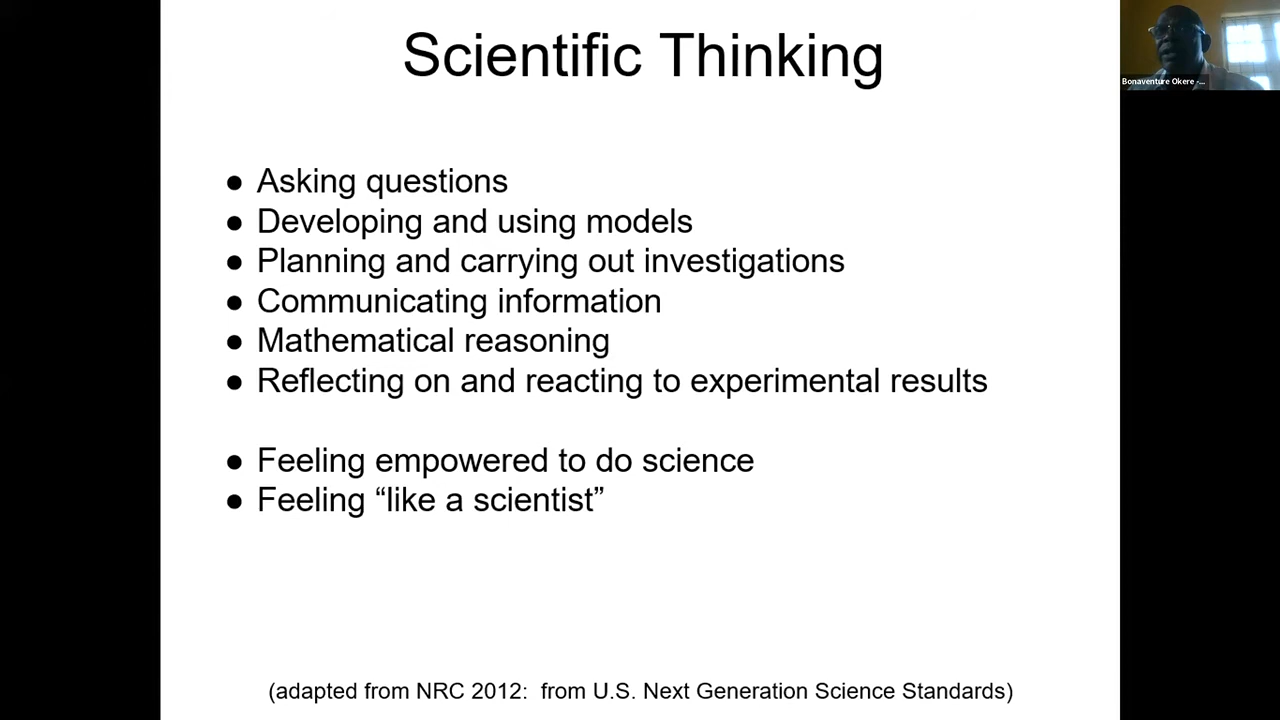 Scientific Thinking
● Asking questions
● Developing and using models
● Planning and carrying out investigations
● Communicating information
● Mathematical reasoning
● Reflecting on and reacting to experimental results
● Feeling empowered to do science
● Feeling “like a scientist”
(adapted from NRC 2012:  from U.S. Next Generation Science Standards)
Bonaventure Okere -...